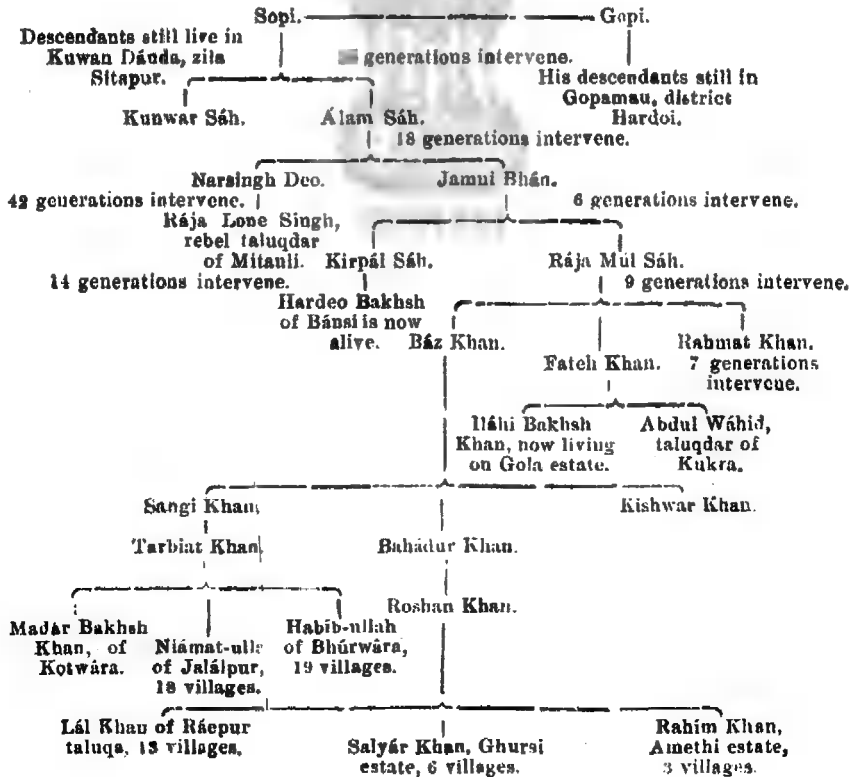 Sopi. Gopi.
Descendants still live in
Kuwan Dánda, zila
Sitapur.
generations intervene.
His descendants still in
Gopamau, district
Hardoi.
Kunwar Sáh. Álam Sáh.
18 generations intervene.
Narsingh Deo. Jamni Bhán.
42 generations intervene. 6 generations intervene.
Rája Lone Singh,
rebel taluqdar
of Mitauli. Kirpál Sáh. Rája Múl Sáh.
14 generations intervene. 9 generations intervene.
Hardeo Bakhsh
of Bánsi is now
alive. Báz Khan. Rahmat Khan.
Fateh Khan. 7 generations
intervene.
Iláhi Bakhsh Abdul Wáhid,
Khan, now living taluqdar of
on Gola estate. Kukra.
Sangi Khan, Kishwar Khan.
Tarbiat Khan, Bahádur Khan.
Roshan Khan.
Madár Bakhsh
Khan, of
Kotwára.
Niámat-ulla
of Jalálpur,
18 villages.
Habíb-ullah
of Bhúrwára,
19 villages.
Lál Khan of Ráepur
taluqa, 13 villages.
Salyár Khan, Ghursi
estate, 6 villages.
Rahím Khan,
Amethi estate,
3 villages.